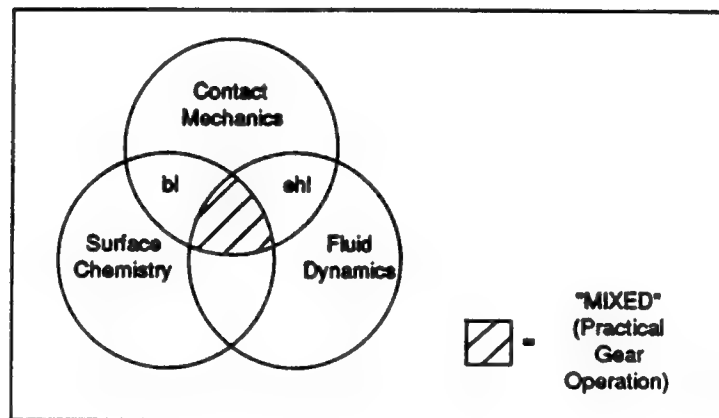 Contact
Mechanics
bl
ehl
Surface
Chemistry
Fluid
Dynamics
=
"MIXED"
(Practical
Gear
Operation)